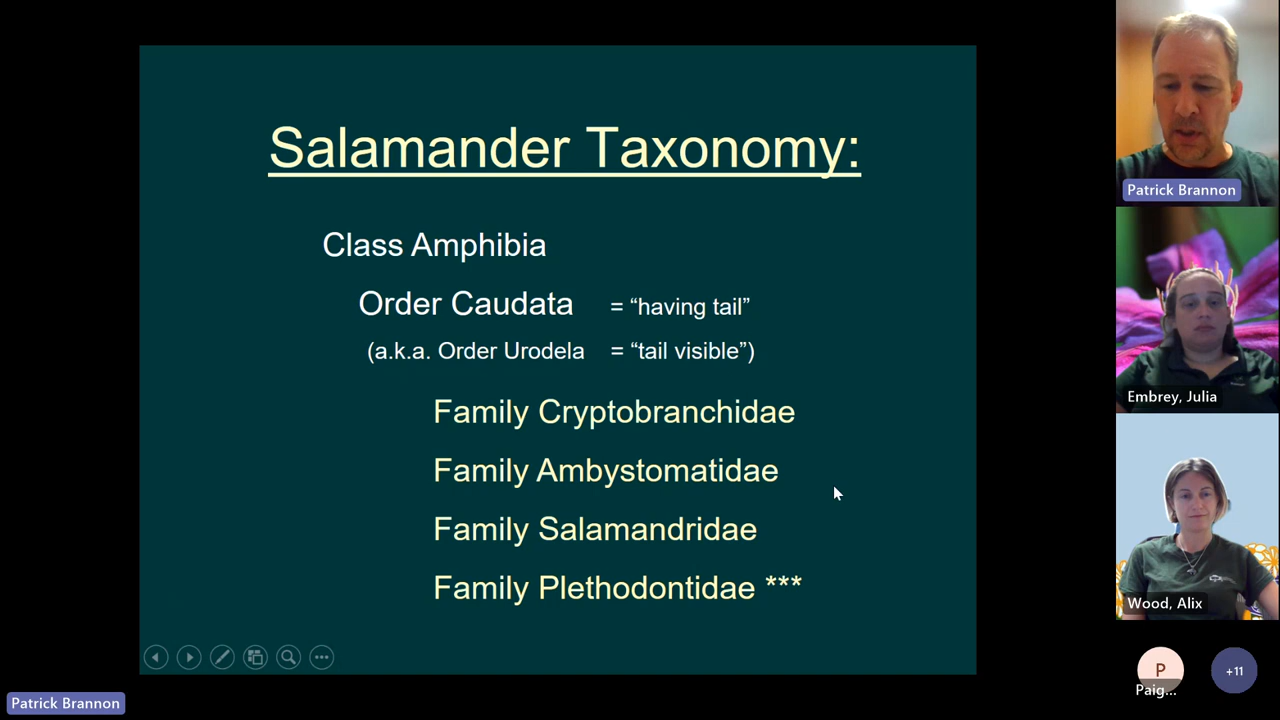 Salamander Taxonomy:
Class Amphibia
Order Caudata = “having tail”
(a.k.a. Order Urodela = “tail visible”)
Family Cryptobranchidae
Family Ambystomatidae
Family Salamandridae
Family Plethodontidae ***
Patrick Brannon
Embrey, Julia
Wood, Alix
P
Paig...
+11
Patrick Brannon